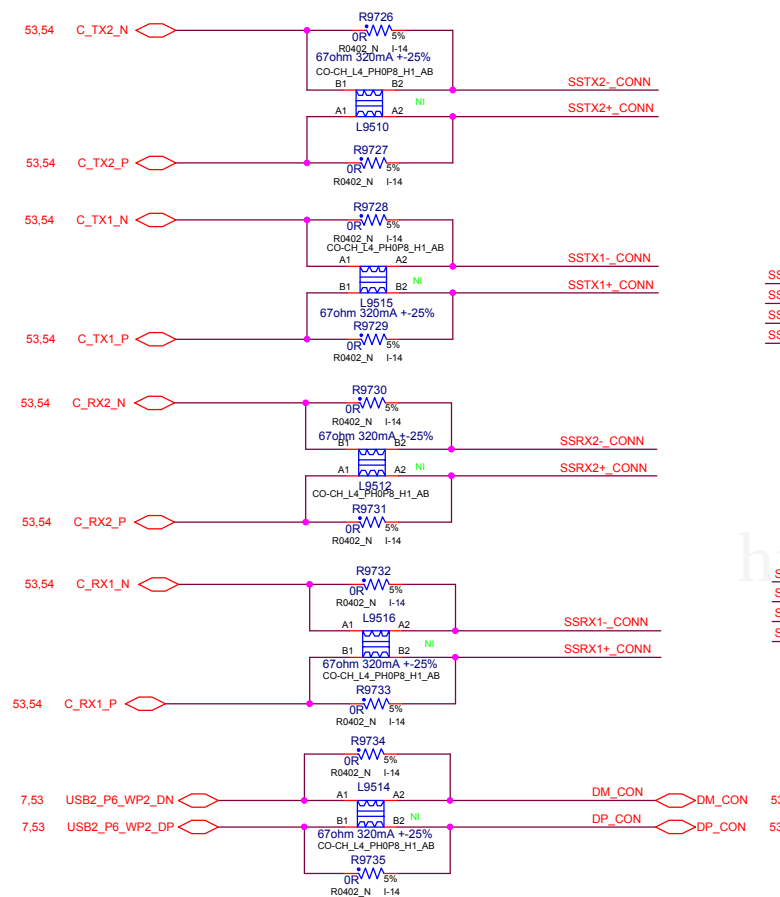 R9726
53,54 C_TX2_N
0R 5%
R0402_N I-14
67ohm 320mA +-25%
CO-CH_L4_PH0P8_H1_AB
B1 B2
SSTX2-_CONN
NI
A1 A2
SSTX2+_CONN
L9510
R9727
53,54 C_TX2_P
0R 5%
R0402_N I-14
R9728
53,54 C_TX1_N
0R 5%
R0402_N I-14
CO-CH_L4_PH0P8_H1_AB
A1 A2
SSTX1-_CONN
NI
B1 B2
SSTX1+_CONN
L9515
67ohm 320mA +-25%
R9729
53,54 C_TX1_P
0R 5%
R0402_N I-14
R9730
53,54 C_RX2_N
0R 5%
R0402_N I-14
67ohm 320mA +-25%
B1 B2
SSRX2-_CONN
NI
A1 A2
SSRX2+_CONN
L9512
CO-CH_L4_PH0P8_H1_AB
R9731
53,54 C_RX2_P
0R 5%
R0402_N I-14
R9732
53,54 C_RX1_N
0R 5%
R0402_N I-14
L9516
A1 A2
SSRX1-_CONN
NI
B1 B2
SSRX1+_CONN
67ohm 320mA +-25%
CO-CH_L4_PH0P8_H1_AB
R9733
53,54 C_RX1_P
0R 5%
R0402_N I-14
R9734
0R 5%
R0402_N I-14
L9514
7,53 USB2_P6_WP2_DN
A1 A2
DM_CON DM_CON
NI
7,53 USB2_P6_WP2_DP
B1 B2
DP_CON DP_CON
67ohm 320mA +-25%
CO-CH_L4_PH0P8_H1_AB
R9735
0R 5%
R0402_N I-14